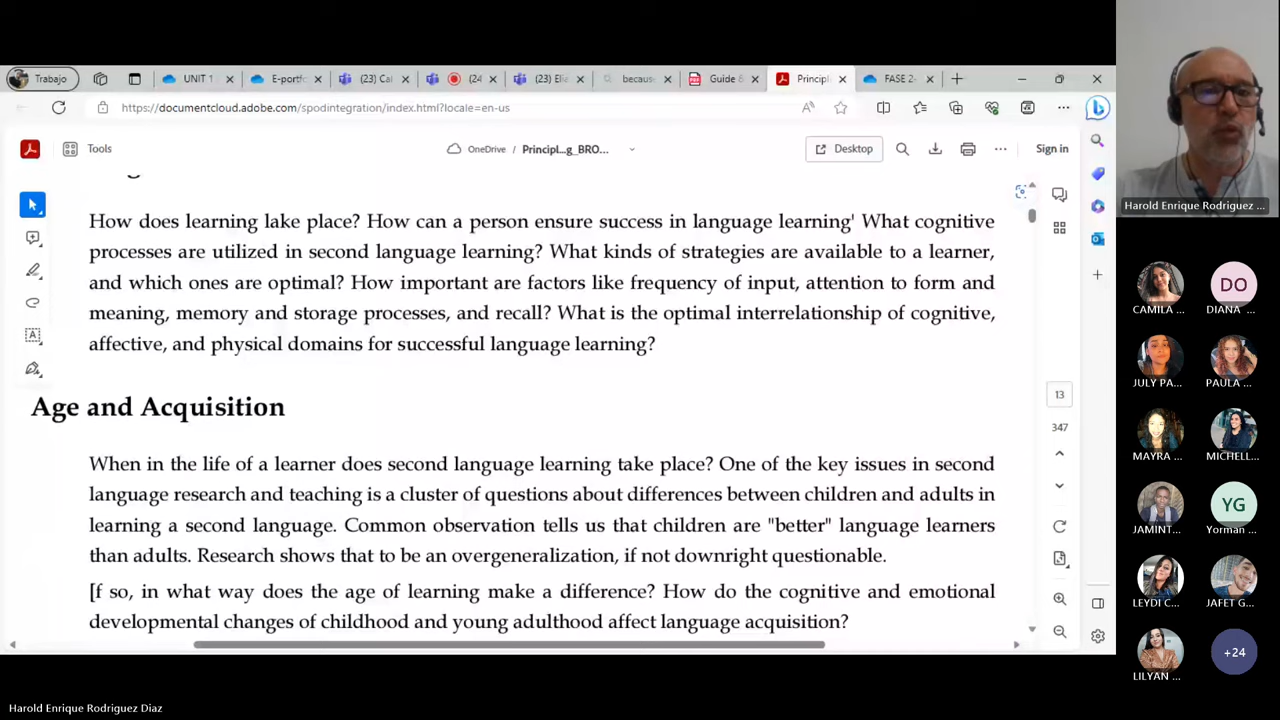 Trabajo
UNIT 1
E-portfo
(23) Cal
(24
(23) Elia
becaus
Guide &
Principl
FASE 2-
https://documentcloud.adobe.com/spodintegration/index.html?locale=en-us
Tools
OneDrive / Principl...g_BRO...
Desktop
Sign in
How does learning lake place? How can a person ensure success in language learning' What cognitive
processes are utilized in second language learning? What kinds of strategies are available to a learner,
and which ones are optimal? How important are factors like frequency of input, attention to form and
meaning, memory and storage processes, and recall? What is the optimal interrelationship of cognitive,
affective, and physical domains for successful language learning?
Age and Acquisition
When in the life of a learner does second language learning take place? One of the key issues in second
language research and teaching is a cluster of questions about differences between children and adults in
learning a second language. Common observation tells us that children are "better" language learners
than adults. Research shows that to be an overgeneralization, if not downright questionable.
[f so, in what way does the age of learning make a difference? How do the cognitive and emotional
developmental changes of childhood and young adulthood affect language acquisition?
13
347
Harold Enrique Rodriguez ...
DO
CAMILA ...
DIANA ...
JULY PA...
PAULA ...
MAYRA ...
MICHELL...
YG
JAMINT...
Yorman ...
LEYDI C...
JAFET G...
+24
LILYAN ...
Harold Enrique Rodriguez Diaz